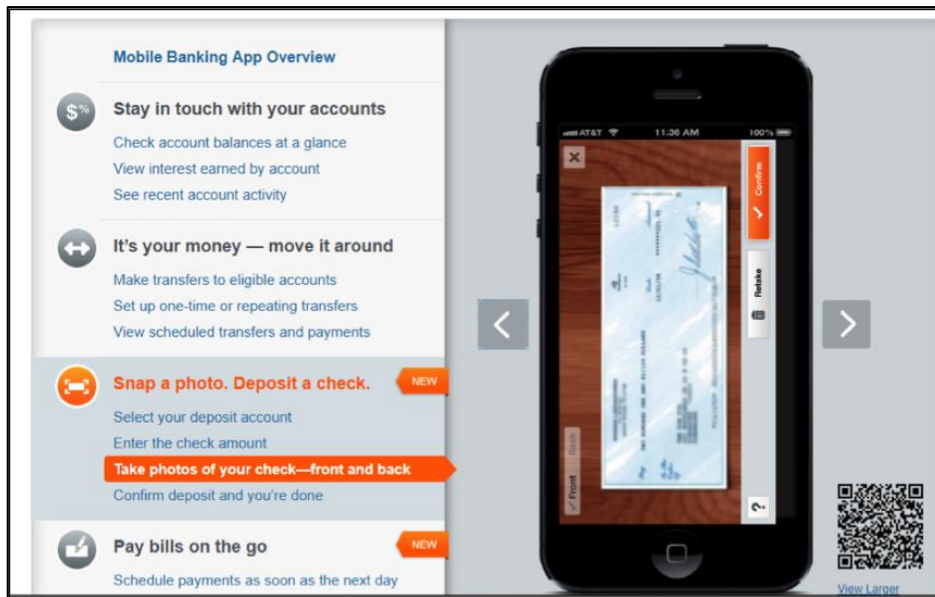 Mobile Banking App Overview
$%
Stay in touch with your accounts
Check account balances at a glance
View interest earned by account
See recent account activity
It's your money — move it around
Make transfers to eligible accounts
Set up one-time or repeating transfers
View scheduled transfers and payments
Snap a photo. Deposit a check.
NEW
Select your deposit account
Enter the check amount
Take photos of your check—front and back
Confirm deposit and you're done
Pay bills on the go
NEW
Schedule payments as soon as the next day
AT&T
11:36 AM
100%
Confirm
Retake
Front
Back
?
View Larger